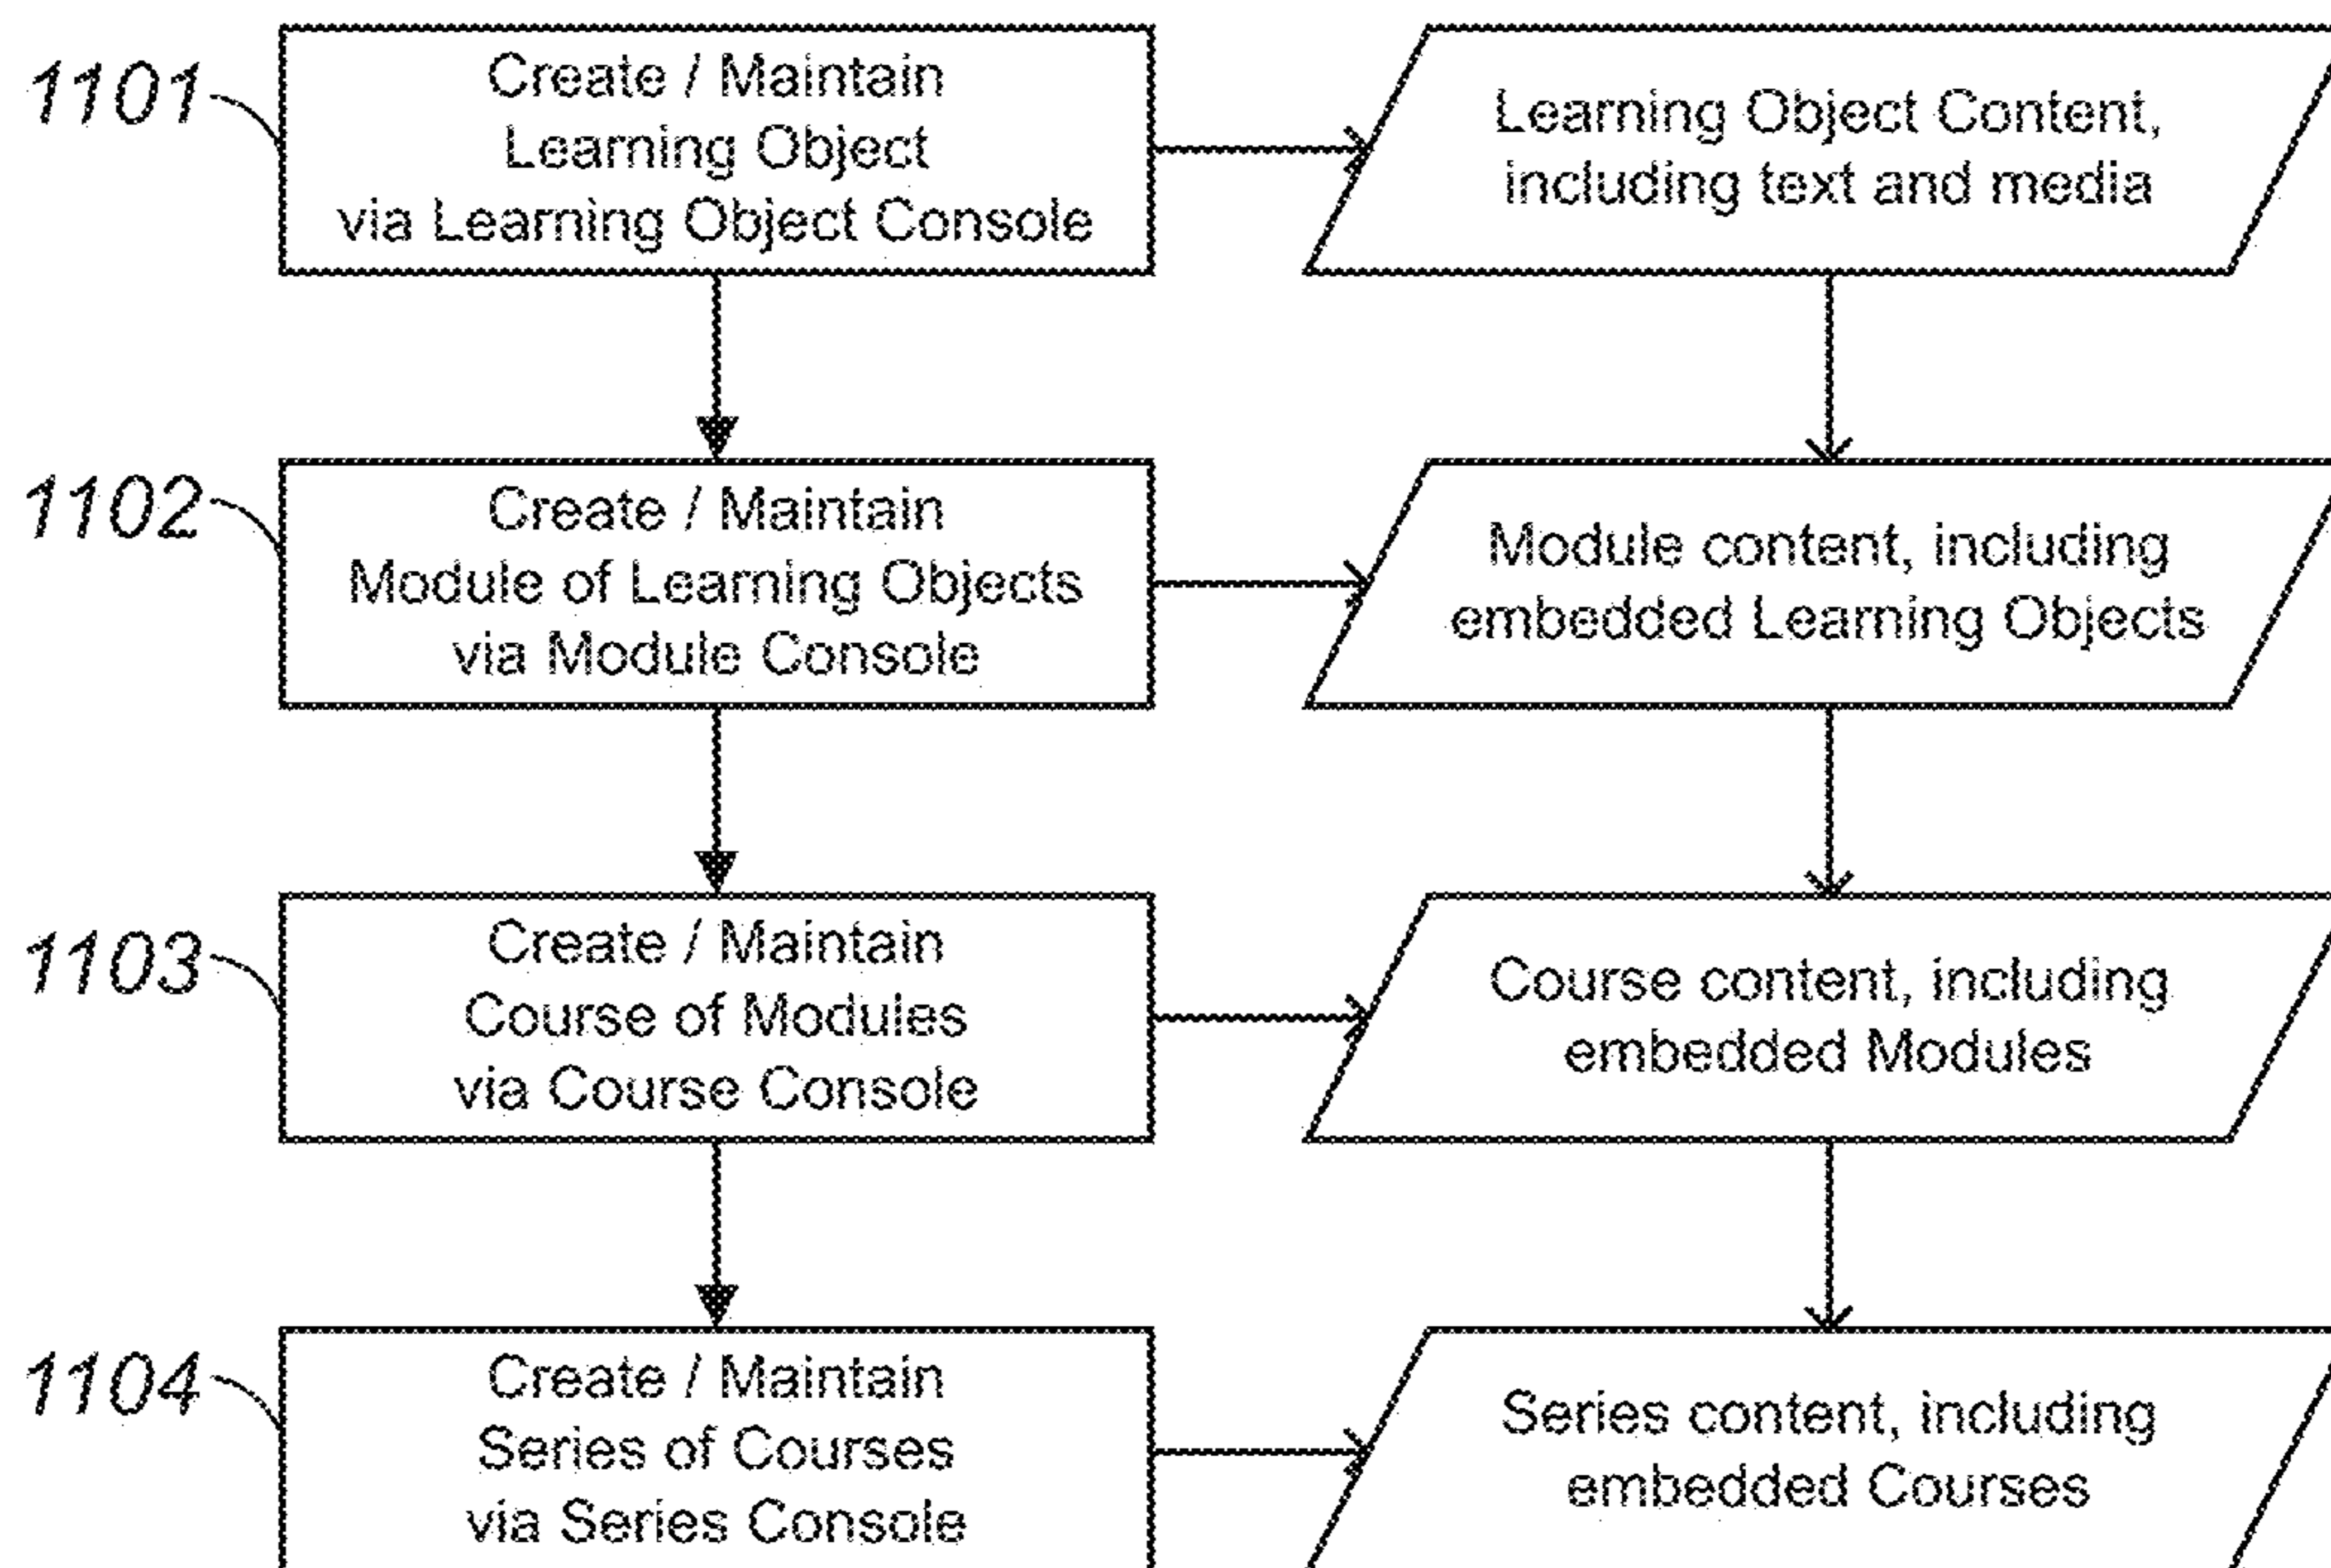 1101
Create / Maintain
Learning Object
via Learning Object Console
Learning Object Content,
including text and media
1102
Create / Maintain
Module of Learning Objects
via Module Console
Module content, including
embedded Learning Objects
1103
Create / Maintain
Course of Modules
via Course Console
Course content, including
embedded Modules
1104
Create / Maintain
Series of Courses
via Series Console
Series content, including
embedded Courses